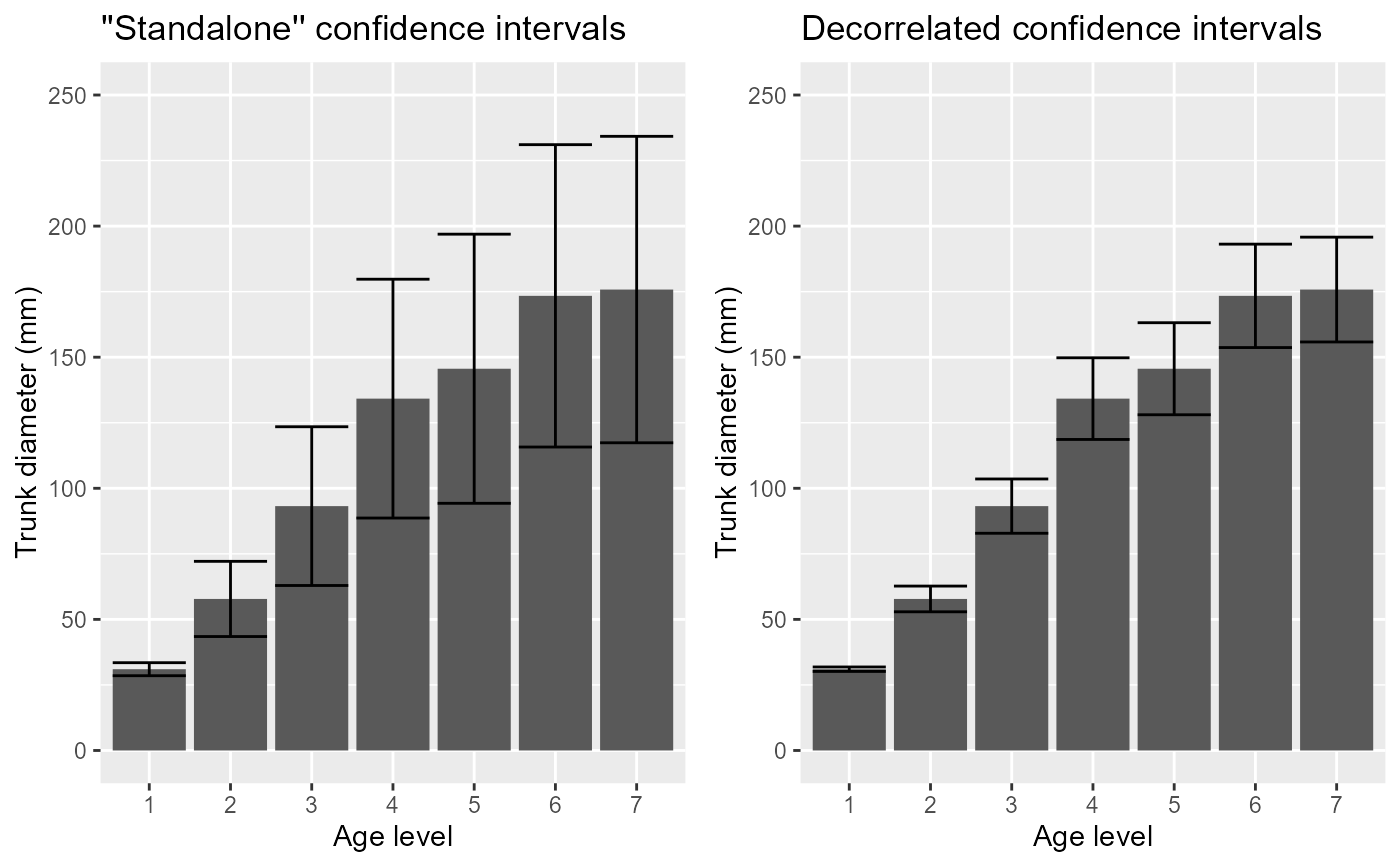 "Standalone'' confidence intervals
250
200
150
100
50
0
Trunk diameter (mm)
1 2 3 4 5 6 7
Age level
Decorrelated confidence intervals
250
200
150
100
50
0
Trunk diameter (mm)
1 2 3 4 5 6 7
Age level